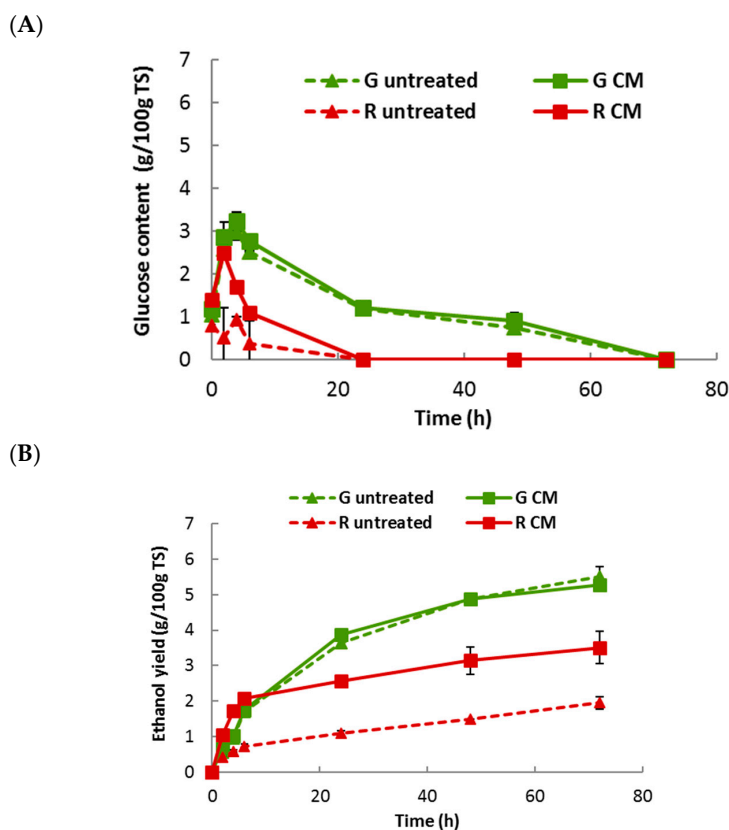 (A)
G untreated G CM
R untreated R CM
Glucose content (g/100g TS)
7
6
5
4
3
2
1
0
0 20 40 60 80
Time (h)
(B)
G untreated G CM
R untreated R CM
Ethanol yield (g/100g TS)
7
6
5
4
3
2
1
0
0 20 40 60 80
Time (h)